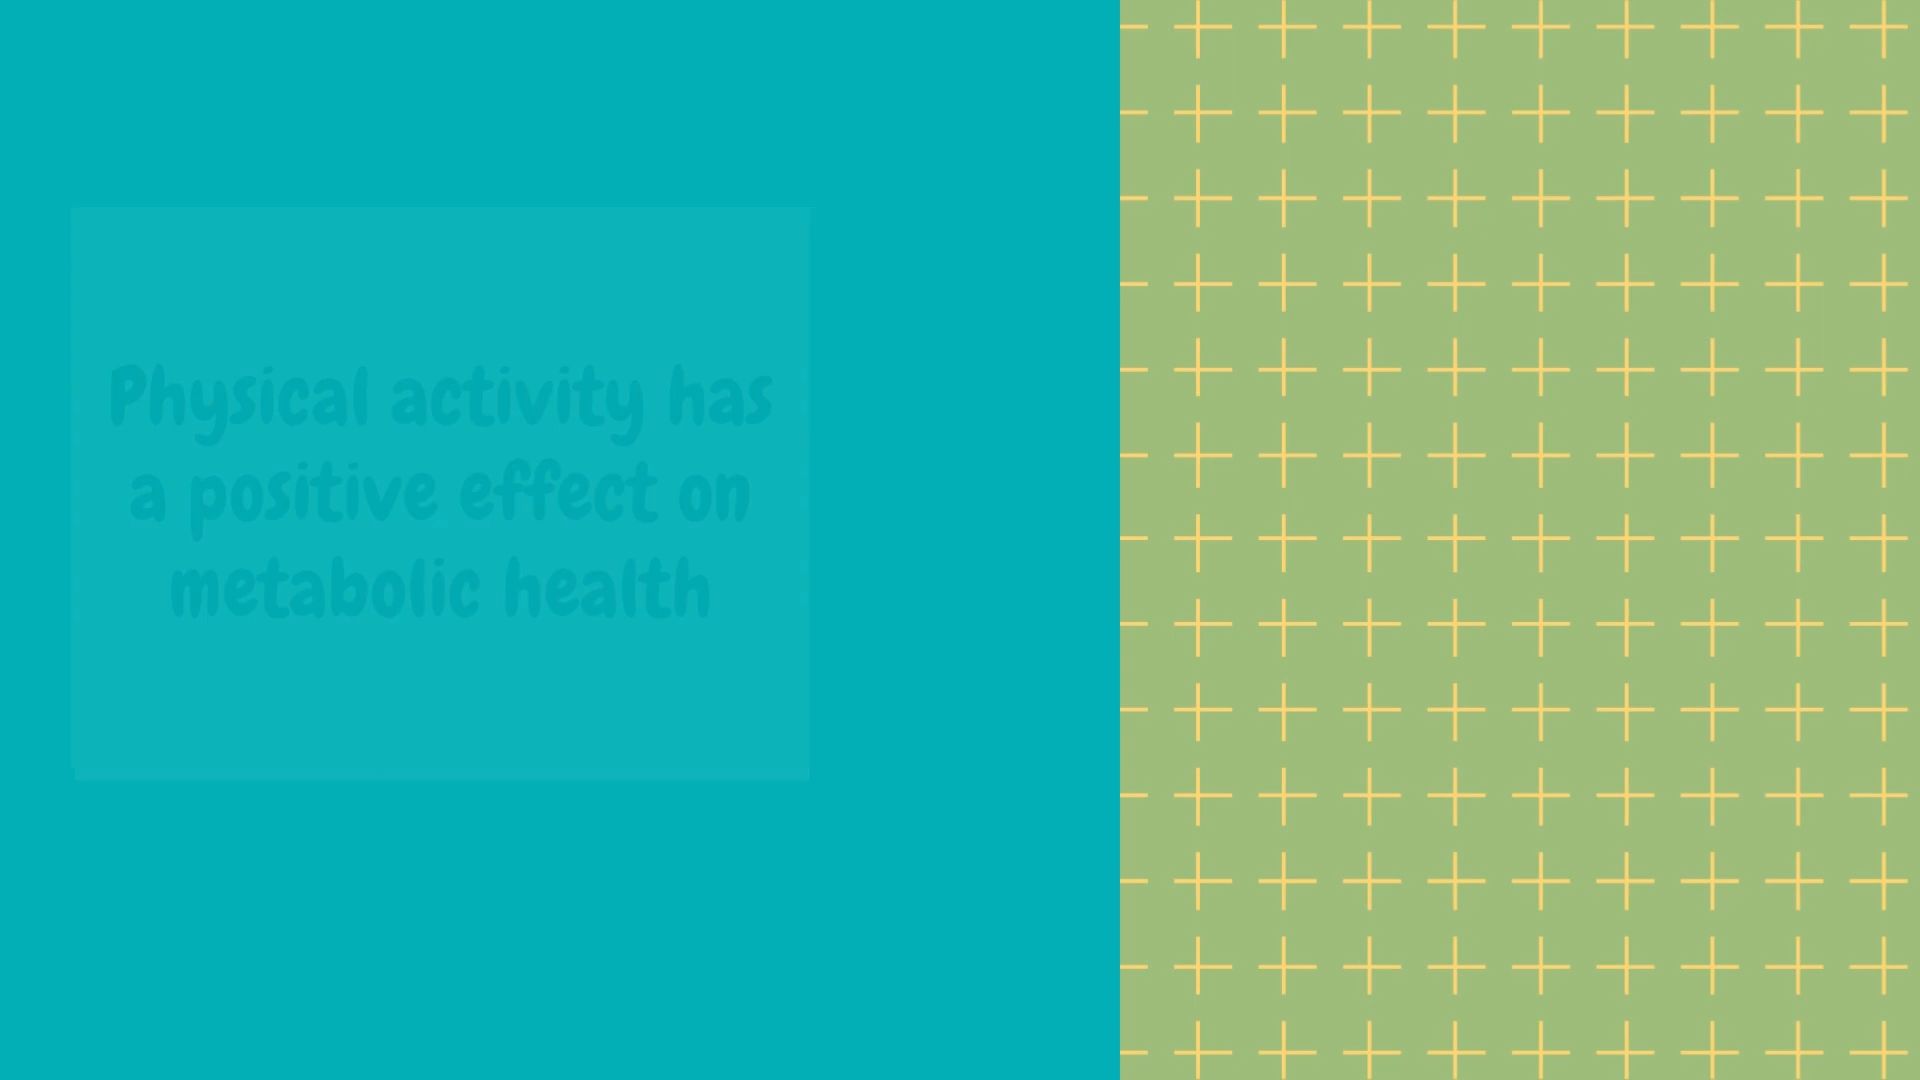 Physical activity has
a positive effect on
metabolic health